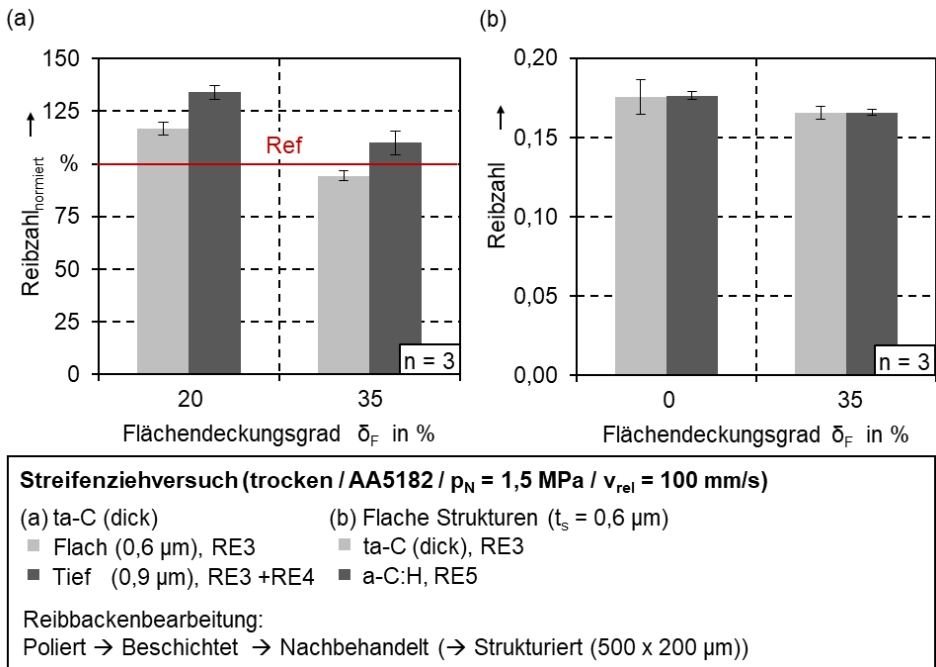 (a)
150
125
%
75
50
25
0
Reibzahl normiert →
Ref
n = 3
20 35
Flächendeckungsgrad δF in %
(b)
0,20
0,15
0,10
0,05
0,00
Reibzahl →
n = 3
0 35
Flächendeckungsgrad δF in %
Streifenziehversuch (trocken / AA5182 / pN = 1,5 MPa / vrel = 100 mm/s)
(a) ta-C (dick)
Flach (0,6 µm), RE3
Tief (0,9 µm), RE3 +RE4
(b) Flache Strukturen (ts = 0,6 µm)
ta-C (dick), RE3
a-C:H, RE5
Reibbackenbearbeitung:
Poliert → Beschichtet → Nachbehandelt (→ Strukturiert (500 x 200 µm))